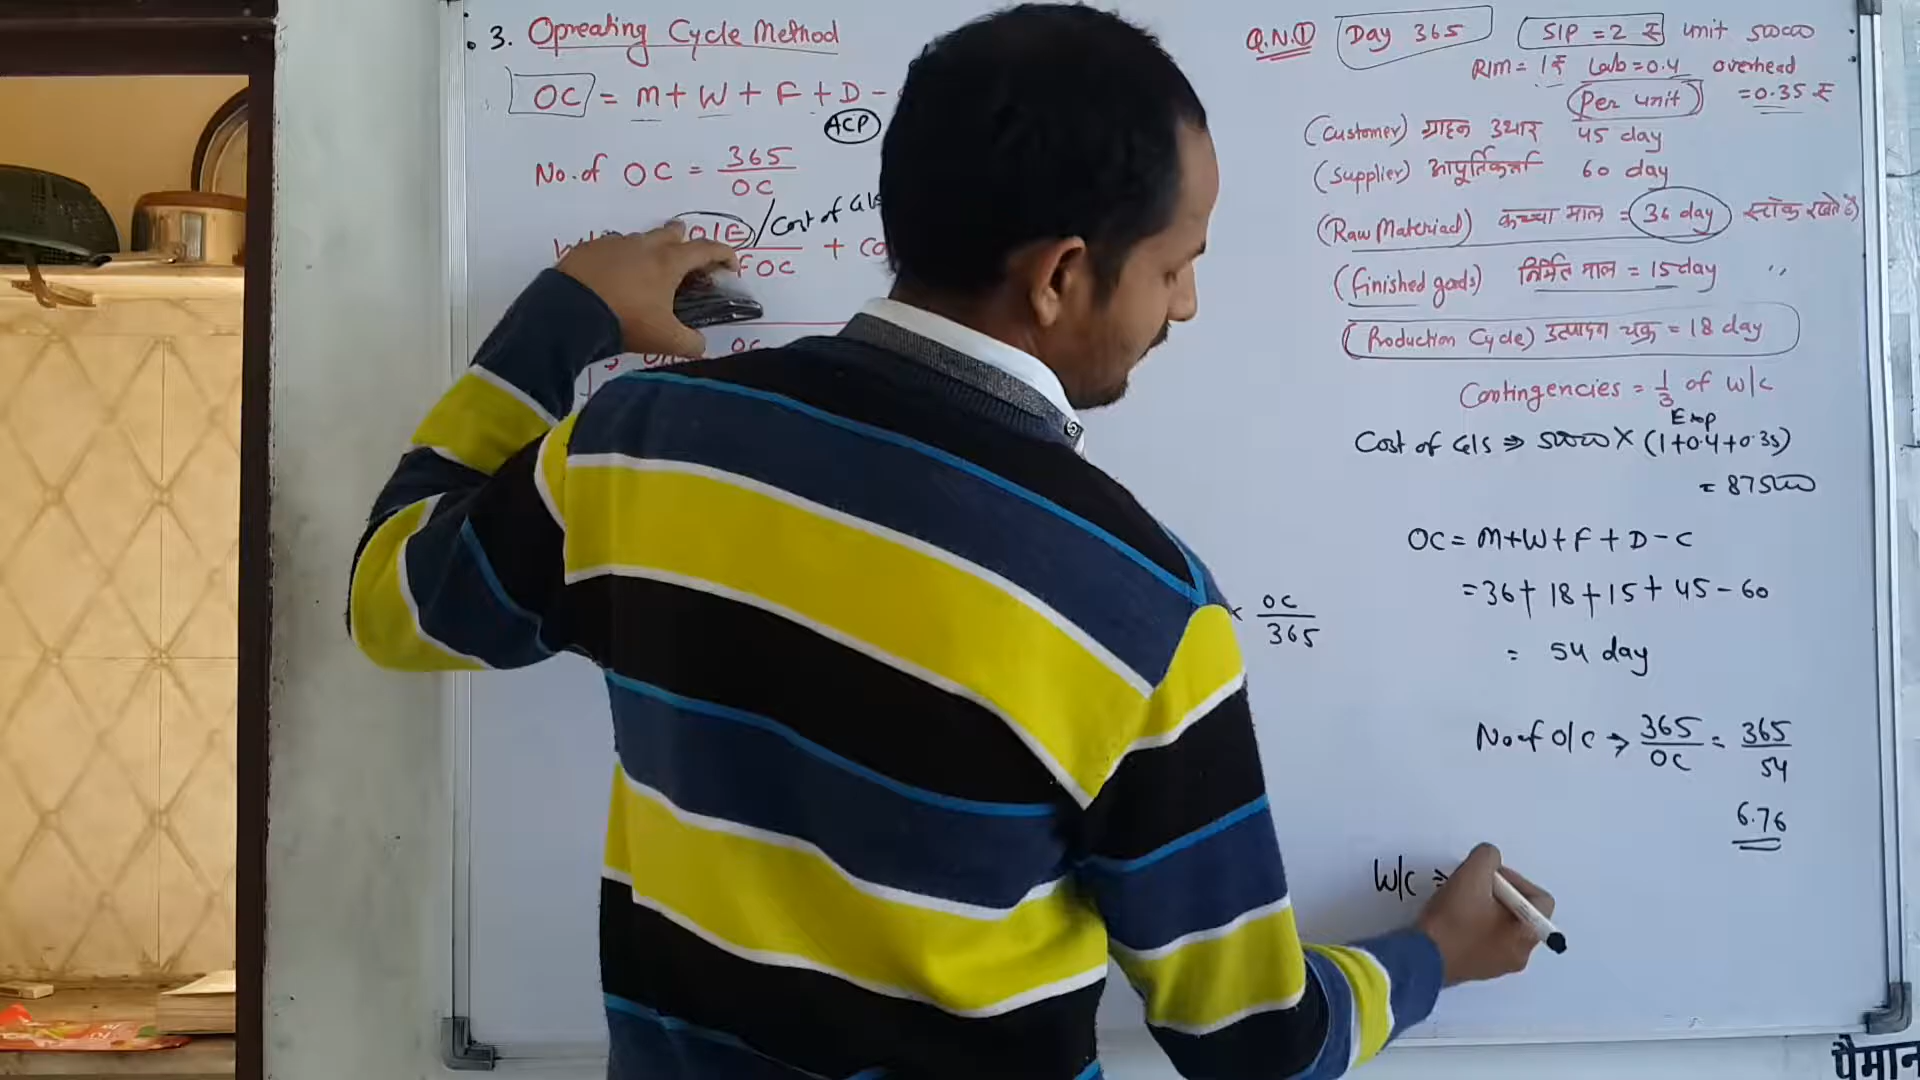 3. Opreating Cycle Method
OC = M + W + F + D -
ACP
No. of OC = 365
OC
O/E / Cost of G/s
f OC + Co
Q.N.① Day 365 S/P = 2 ₹ unit 50000
R/m = 1₹ Lab = 0.4 overhead
Per unit = 0.35 ₹
(Customer) ग्राहक उधार 45 day
(Supplier) आपूर्तिकर्ता 60 day
(Raw Material) कच्चा माल = 36 day स्टॉक रखते है
(finished goods) निर्मित माल = 15 day ,,
(Production Cycle) उत्पादन चक्र = 18 day
Contingencies = 1/3 of W/C
Exp
Cost of G/s ⇒ 50000 × (1+0.4+0.35)
= 87500
OC = M+W+F+D-C
= 36 + 18 + 15 + 45 - 60
× OC
365
= 54 day
No of O/C → 365 = 365
OC 54
6.76
W/C ⇒
पैमान